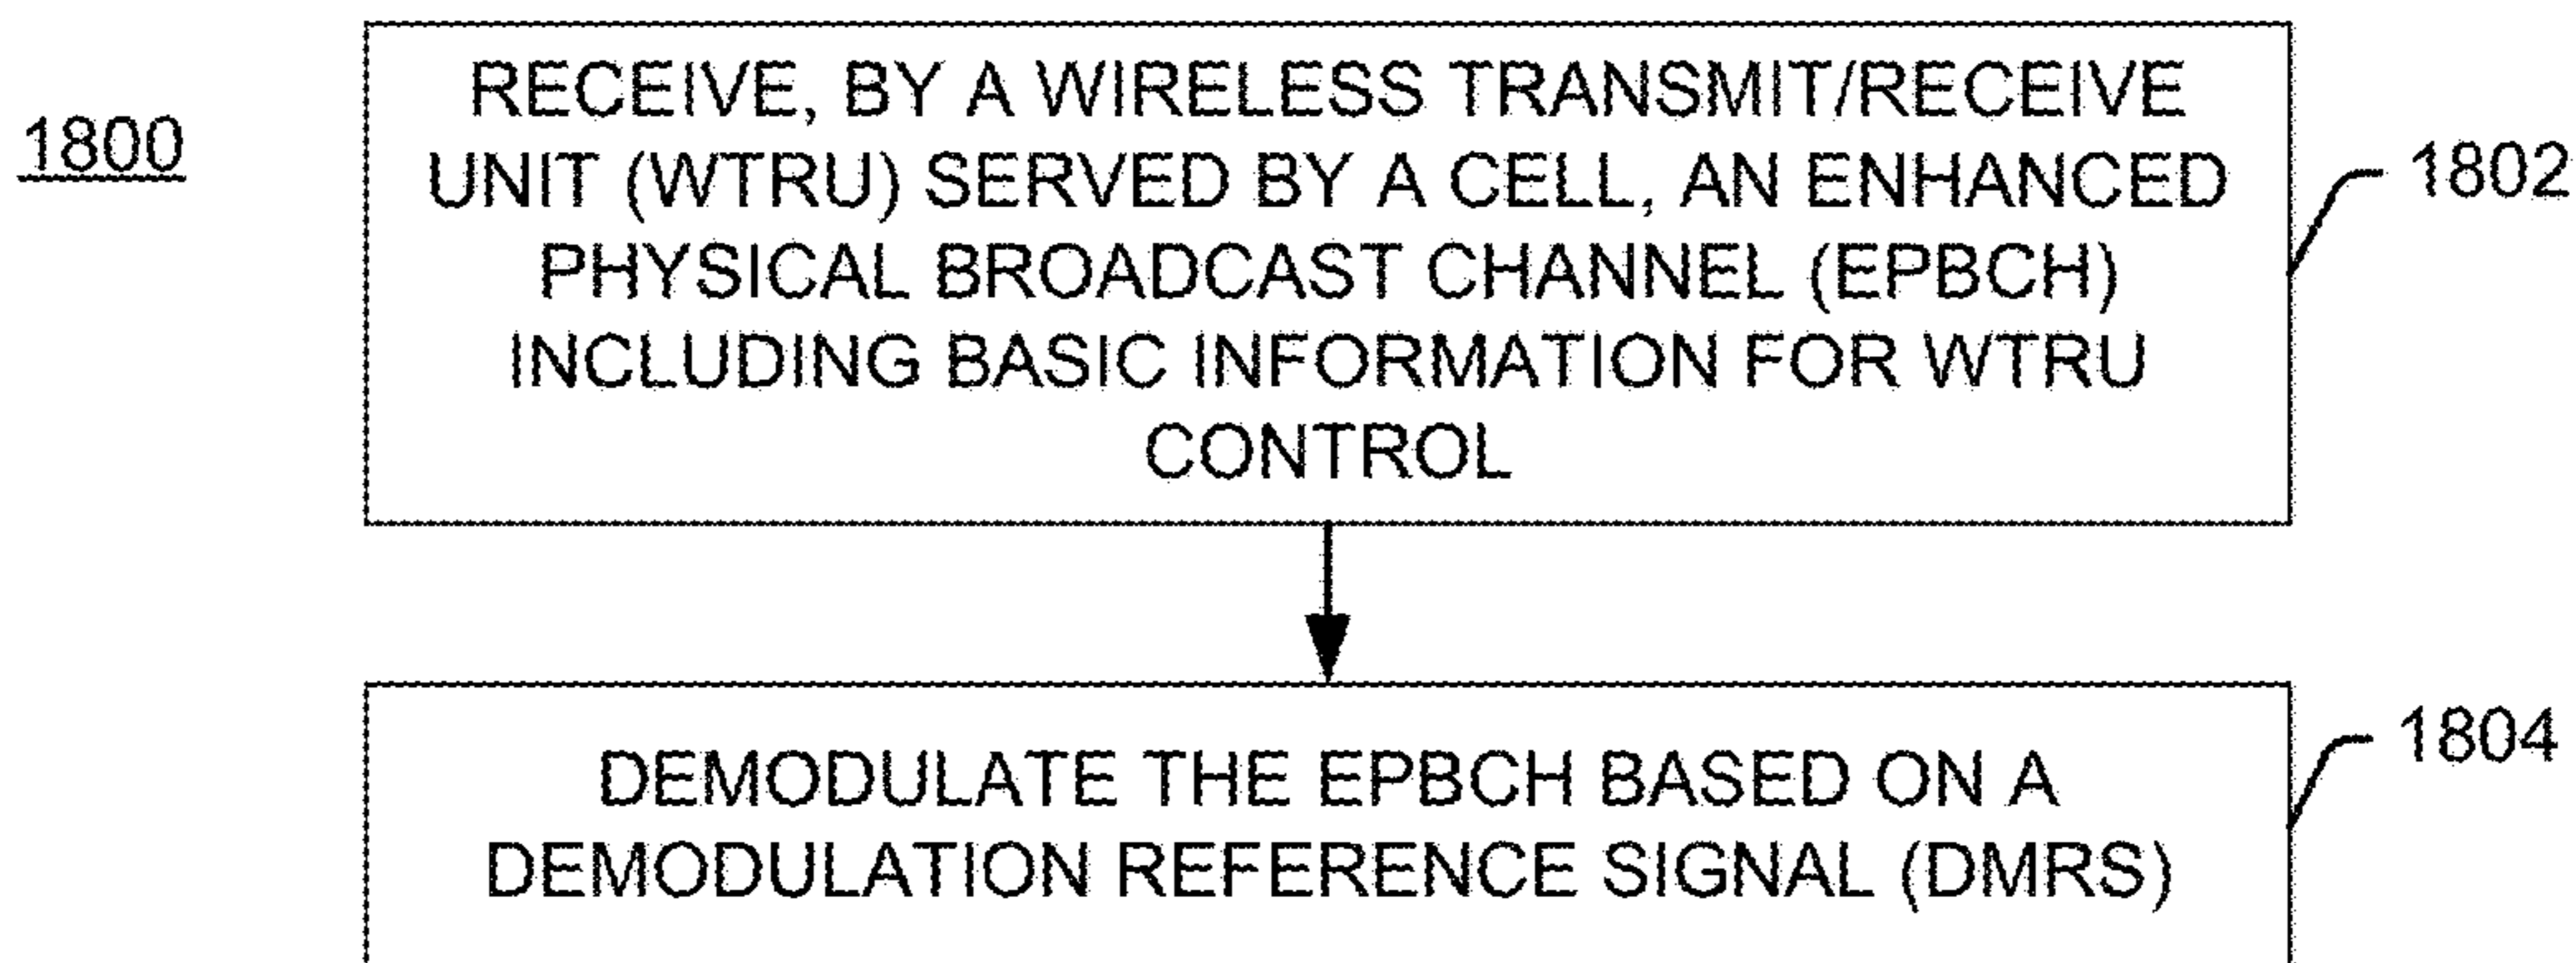 1800
RECEIVE, BY A WIRELESS TRANSMIT/RECEIVE
UNIT (WTRU) SERVED BY A CELL, AN ENHANCED
PHYSICAL BROADCAST CHANNEL (EPBCH)
INCLUDING BASIC INFORMATION FOR WTRU
CONTROL
1802
DEMODULATE THE EPBCH BASED ON A
DEMODULATION REFERENCE SIGNAL (DMRS)
1804